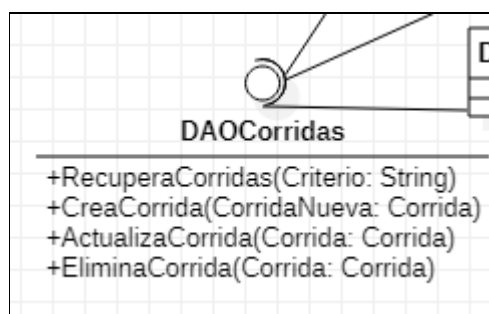 D
DAOCorridas
+RecuperaCorridas(Criterio: String)
+CreaCorrida(CorridaNueva: Corrida)
+ActualizaCorrida(Corrida: Corrida)
+EliminaCorrida(Corrida: Corrida)